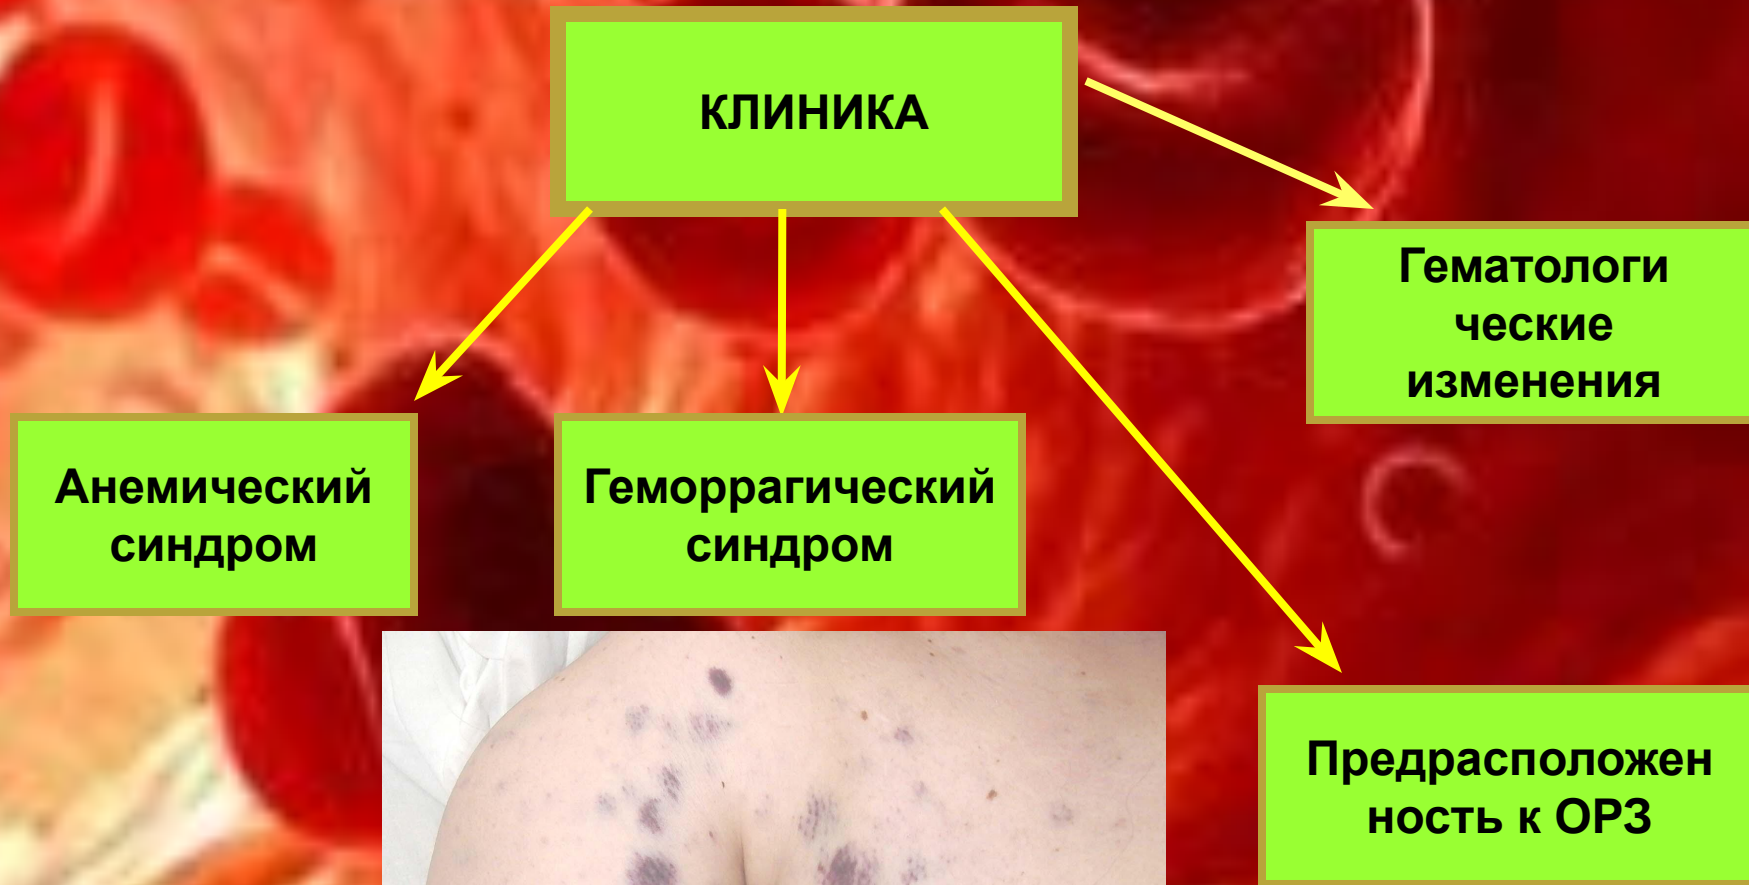 КЛИНИКА
Гематологи
ческие
изменения
Анемический
синдром
Геморрагический
синдром
Предрасположен
ность к ОРЗ